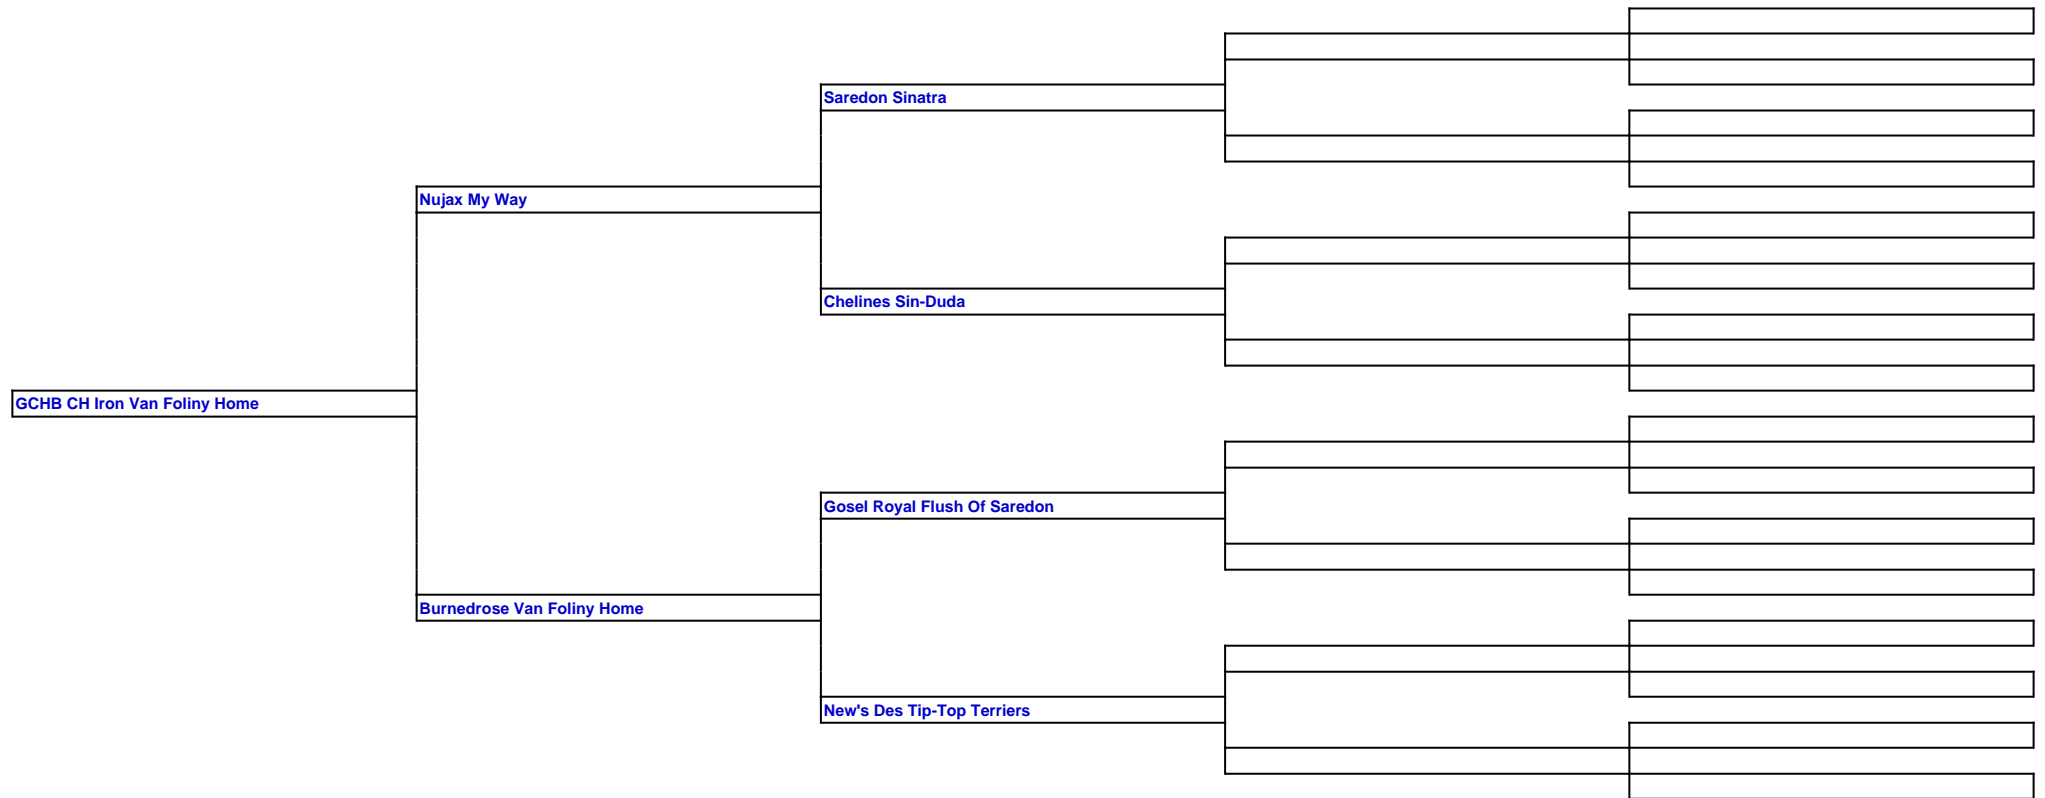 Saredon Sinatra
Nujax My Way
Chelines Sin-Duda
GCHB CH Iron Van Foliny Home
Gosel Royal Flush Of Saredon
Burnedrose Van Foliny Home
New's Des Tip-Top Terriers